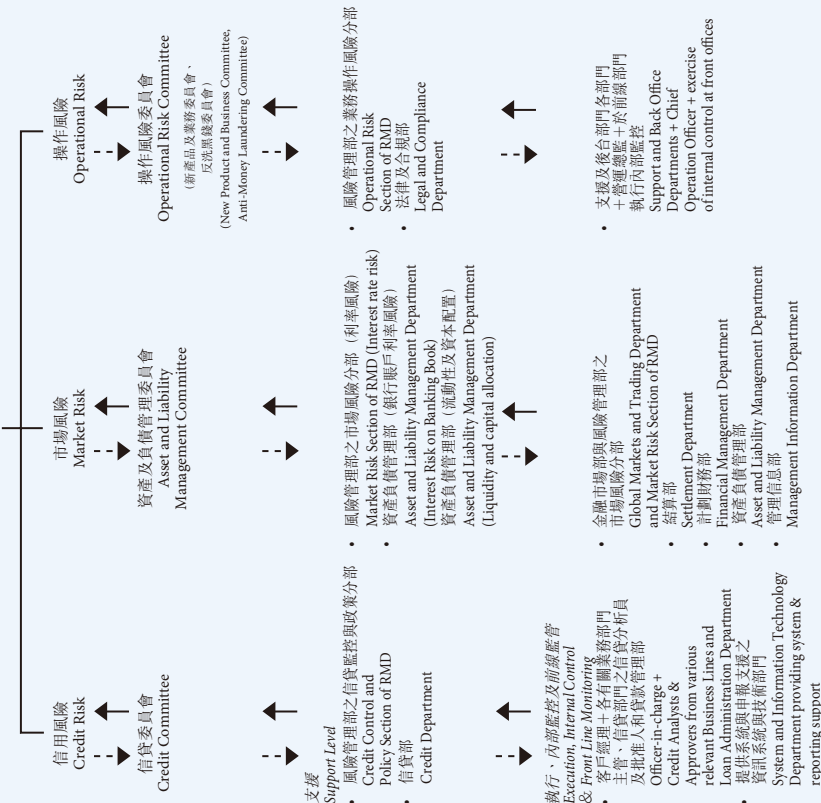 信用風險
Credit Risk
市場風險
Market Risk
操作風險
Operational Risk
信貸委員會
Credit Committee
資產及負債管理委員會
Asset and Liability
Management Committee
操作風險委員會
Operational Risk Committee
(新產品及業務委員會、
反洗黑錢委員會)
(New Product and Business Committee,
Anti-Money Laundering Committee)
支援
Support Level
• 風險管理部之信貸監控與政策分部
Credit Control and
Policy Section of RMD
• 信貸部
Credit Department
• 風險管理部之市場風險分部（利率風險）
Market Risk Section of RMD (Interest rate risk)
• 資產負債管理部（銀行賬戶利率風險）
Asset and Liability Management Department
(Interest Risk on Banking Book)
資產負債管理部（流動性及資本配置）
Asset and Liability Management Department
(Liquidity and capital allocation)
• 風險管理部之業務操作風險分部
Operational Risk
Section of RMD
• 法律及合規部
Legal and Compliance
Department
執行、內部監控及前線監管
Execution, Internal Control
& Front Line Monitoring
• 客戶經理＋各有關業務部門
主管、信貸部門之信貸分析員
及批准人和貸款管理部
Officer-in-charge +
Credit Analysts &
Approvers from various
relevant Business Lines and
Loan Administration Department
• 提供系統與申報支援之
資訊系統與技術部門
System and Information Technology
Department providing system &
reporting support
• 金融市場部與風險管理部之
市場風險分部
Global Markets and Trading Department
and Market Risk Section of RMD
• 結算部
Settlement Department
• 計劃財務部
Financial Management Department
• 資產負債管理部
Asset and Liability Management Department
• 管理信息部
Management Information Department
• 支援及後台部門各部門
＋營運總監＋於前線部門
執行內部監控
Support and Back Office
Departments + Chief
Operation Officer + exercise
of internal control at front offices